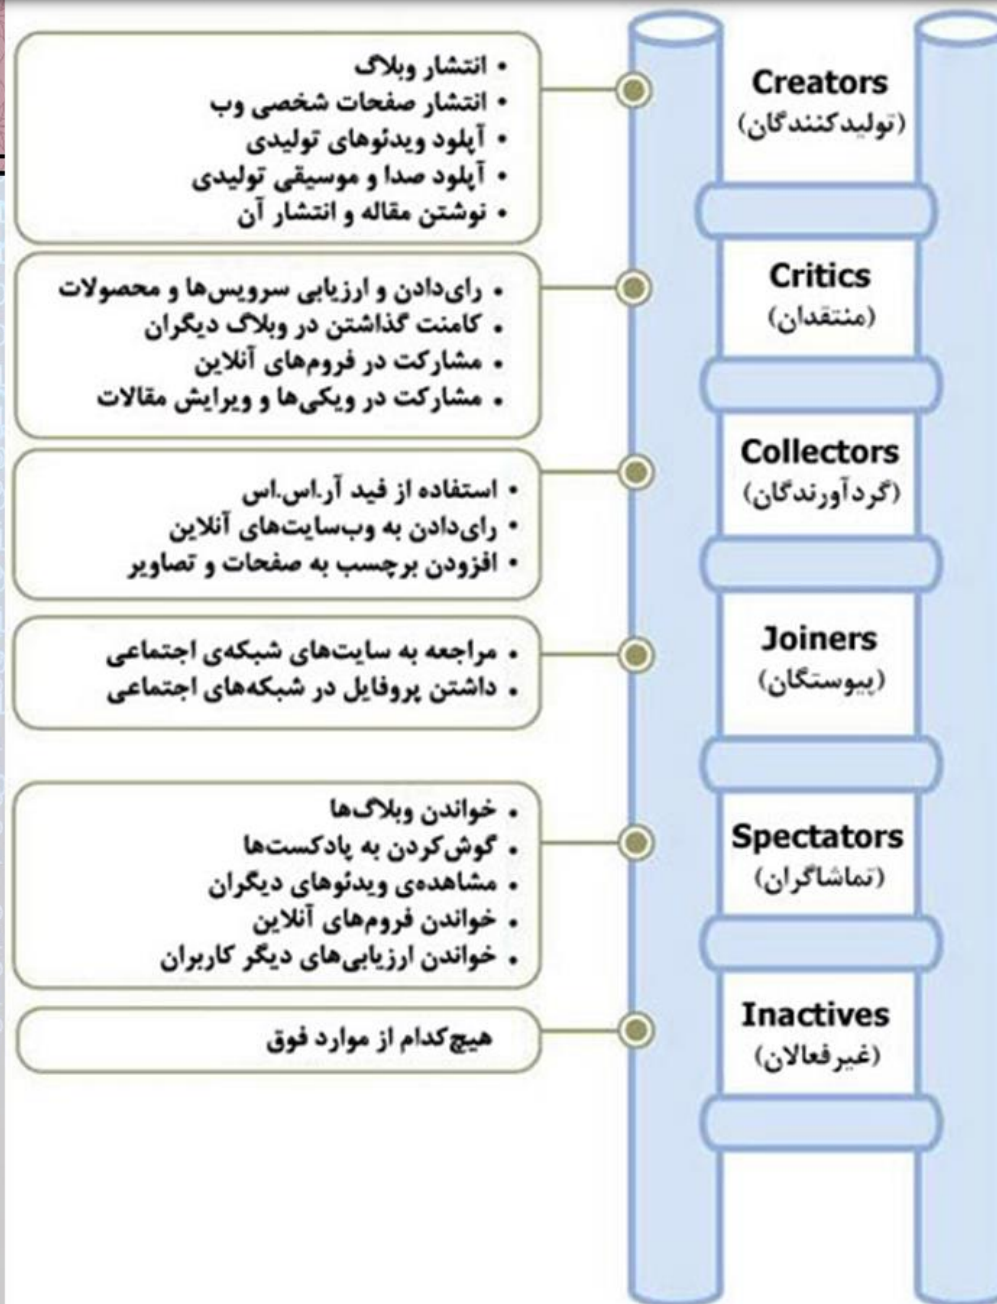 Creators
(تولیدکنندگان)
• انتشار وبلاگ
• انتشار صفحات شخصی وب
• آپلود ویدئوهای تولیدی
• آپلود صدا و موسیقی تولیدی
• نوشتن مقاله و انتشار آن
Critics
(منتقدان)
• رای‌دادن و ارزیابی سرویس‌ها و محصولات
• کامنت گذاشتن در وبلاگ دیگران
• مشارکت در فروم‌های آنلاین
• مشارکت در ویکی‌ها و ویرایش مقالات
Collectors
(گردآورندگان)
• استفاده از فید آر.اس.اس
• رای‌دادن به وب‌سایت‌های آنلاین
• افزودن برچسب به صفحات و تصاویر
Joiners
(پیوستگان)
• مراجعه به سایت‌های شبکه‌ی اجتماعی
• داشتن پروفایل در شبکه‌های اجتماعی
Spectators
(تماشاگران)
• خواندن وبلاگ‌ها
• گوش‌کردن به پادکست‌ها
• مشاهده‌ی ویدئوهای دیگران
• خواندن فروم‌های آنلاین
• خواندن ارزیابی‌های دیگر کاربران
Inactives
(غیرفعالان)
هیچ‌کدام از موارد فوق